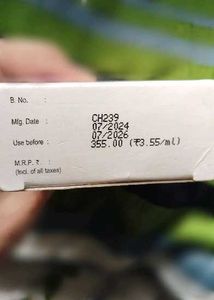 B. No. : CH239
Mfg. Date : 07/2024
Use before : 07/2026
M.R.P. ₹ : 355.00 (₹3.55/ml)
(Incl. of all taxes)